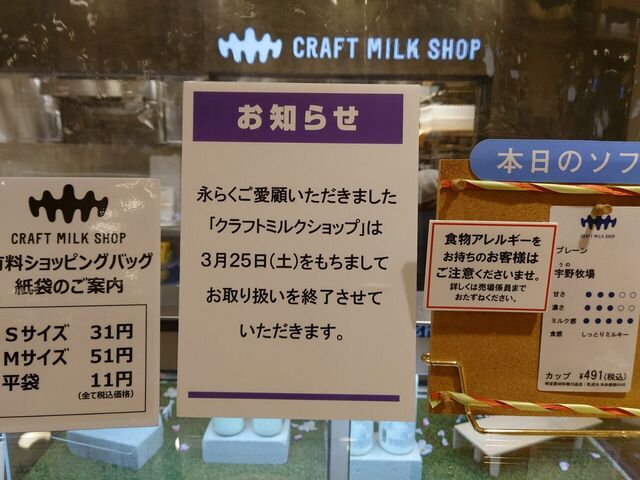 CRAFT MILK SHOP
お知らせ
永らくご愛顧いただきました
「クラフトミルクショップ」は
3月25日(土)をもちまして
お取り扱いを終了させて
いただきます。
CRAFT MILK SHOP
有料ショッピングバッグ
紙袋のご案内
Sサイズ 31円
Mサイズ 51円
平袋 11円
(全て税込価格)
本日のソフ
食物アレルギーを
お持ちのお客様は
ご注意くださいませ。
詳しくは売場係員まで
おたずねください。
CRAFT MILK SHOP
プレーン
うの
宇野牧場
甘さ
濃さ
ミルク感
食感 しっとりミルキー
カップ ¥491(税込)